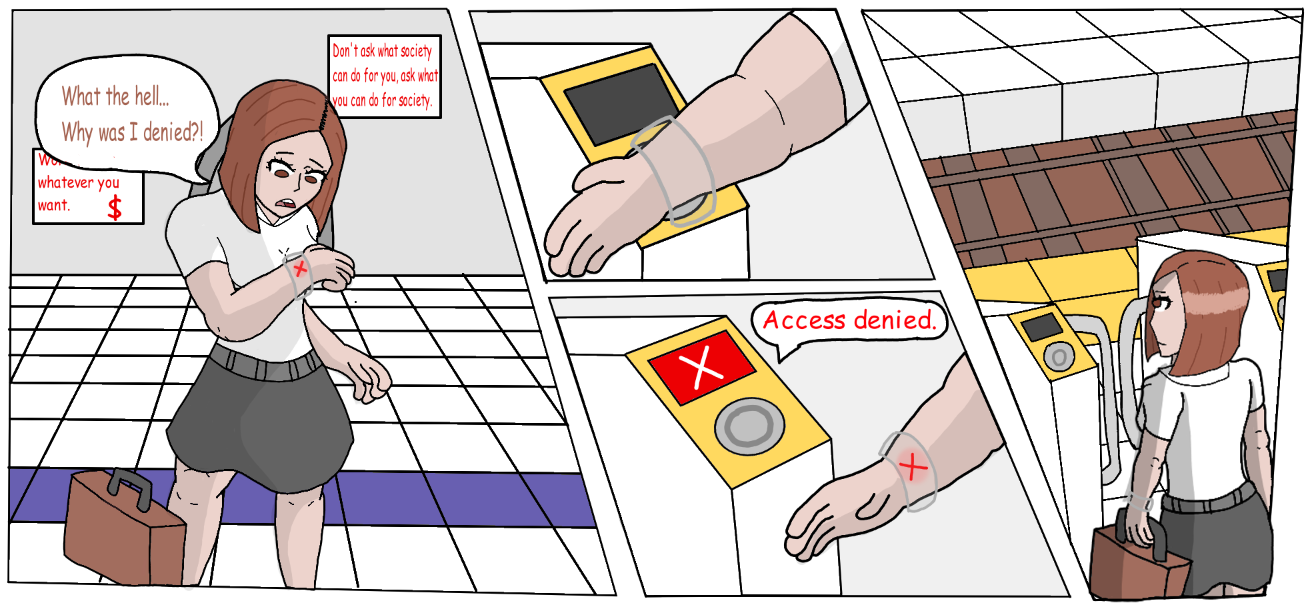 What the hell...
Why was I denied?!
Don't ask what society
can do for you, ask what
you can do for society.
whatever you
want.
$
Access denied.